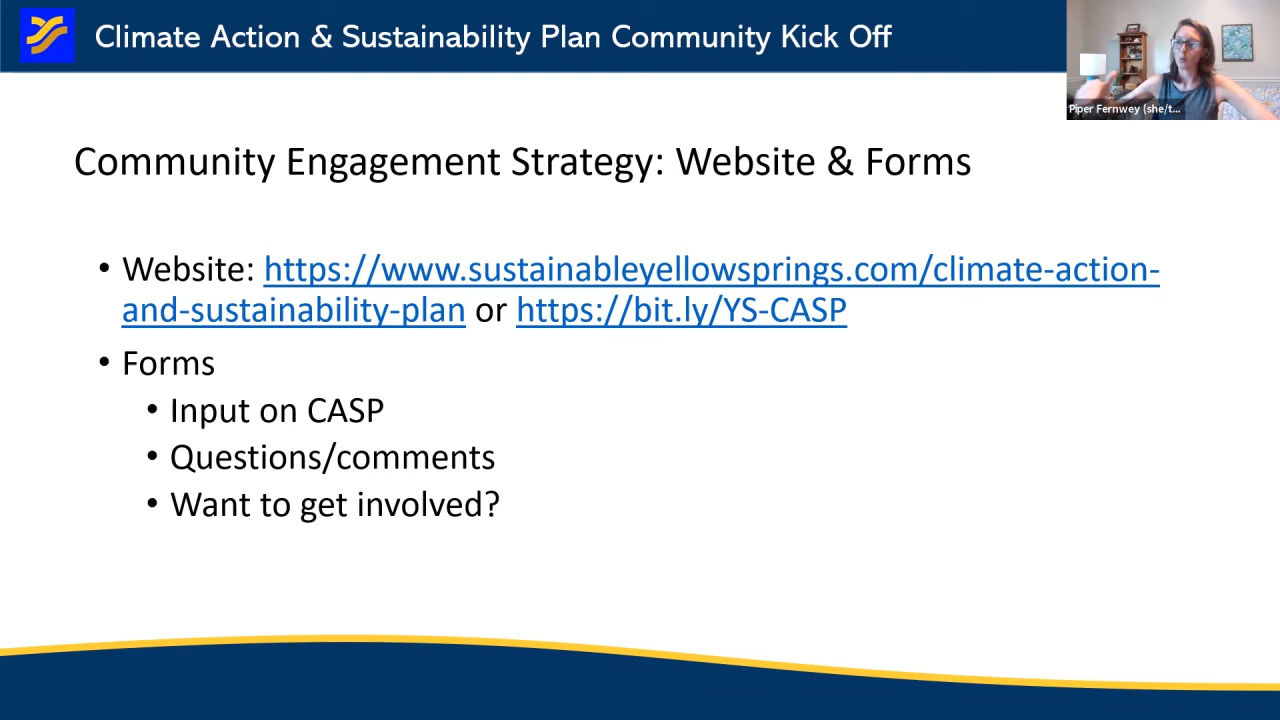 Climate Action & Sustainability Plan Community Kick Off
Piper Fernwey (she/t...
Community Engagement Strategy: Website & Forms
• Website: https://www.sustainableyellowsprings.com/climate-action-
and-sustainability-plan or https://bit.ly/YS-CASP
• Forms
• Input on CASP
• Questions/comments
• Want to get involved?